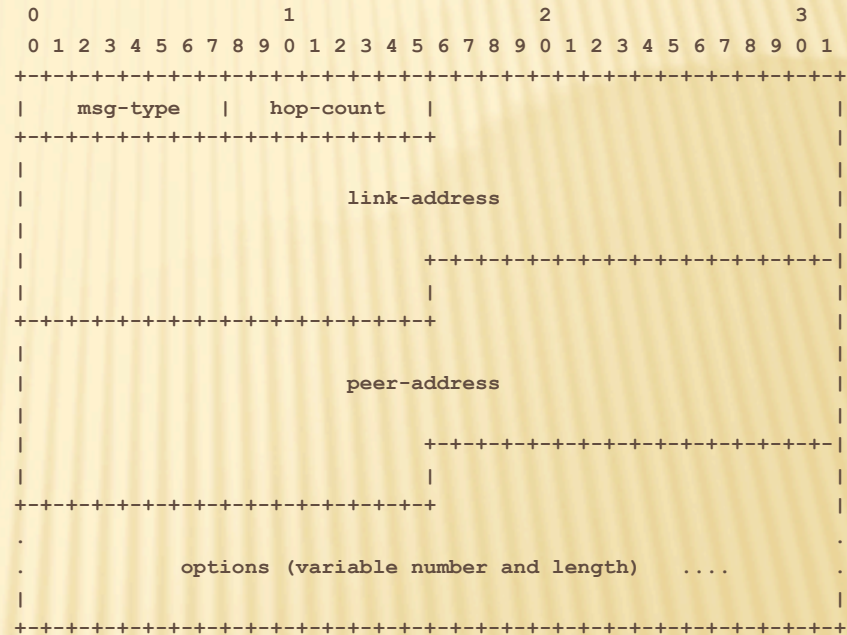 0                   1                   2                   3
 0 1 2 3 4 5 6 7 8 9 0 1 2 3 4 5 6 7 8 9 0 1 2 3 4 5 6 7 8 9 0 1
+-+-+-+-+-+-+-+-+-+-+-+-+-+-+-+-+-+-+-+-+-+-+-+-+-+-+-+-+-+-+-+-+
|    msg-type   |   hop-count   |                               |
+-+-+-+-+-+-+-+-+-+-+-+-+-+-+-+-+                               |
|                                                               |
|                         link-address                          |
|                                                               |
|                               +-+-+-+-+-+-+-+-+-+-+-+-+-+-+-+-|
|                               |                               |
+-+-+-+-+-+-+-+-+-+-+-+-+-+-+-+-+                               |
|                                                               |
|                         peer-address                          |
|                                                               |
|                               +-+-+-+-+-+-+-+-+-+-+-+-+-+-+-+-|
|                               |                               |
+-+-+-+-+-+-+-+-+-+-+-+-+-+-+-+-+                               |
.                                                               .
.            options (variable number and length)   ....        .
|                                                               |
+-+-+-+-+-+-+-+-+-+-+-+-+-+-+-+-+-+-+-+-+-+-+-+-+-+-+-+-+-+-+-+-+